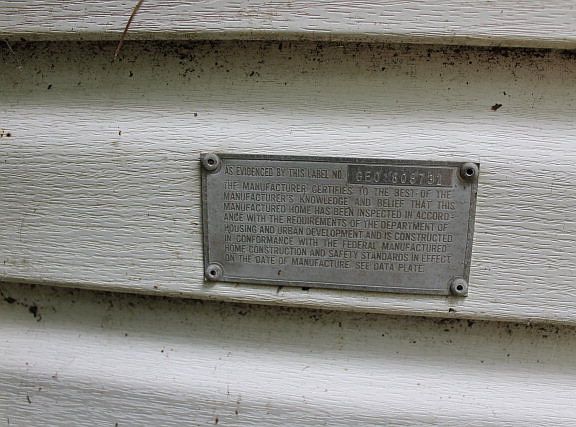 AS EVIDENCED BY THIS LABEL NO. GEO 808791
THE MANUFACTURER CERTIFIES TO THE BEST OF THE
MANUFACTURER'S KNOWLEDGE AND BELIEF THAT THIS
MANUFACTURED HOME HAS BEEN INSPECTED IN ACCORD-
ANCE WITH THE REQUIREMENTS OF THE DEPARTMENT OF
HOUSING AND URBAN DEVELOPMENT AND IS CONSTRUCTED
IN CONFORMANCE WITH THE FEDERAL MANUFACTURED
HOME CONSTRUCTION AND SAFETY STANDARDS IN EFFECT
ON THE DATE OF MANUFACTURE. SEE DATA PLATE.